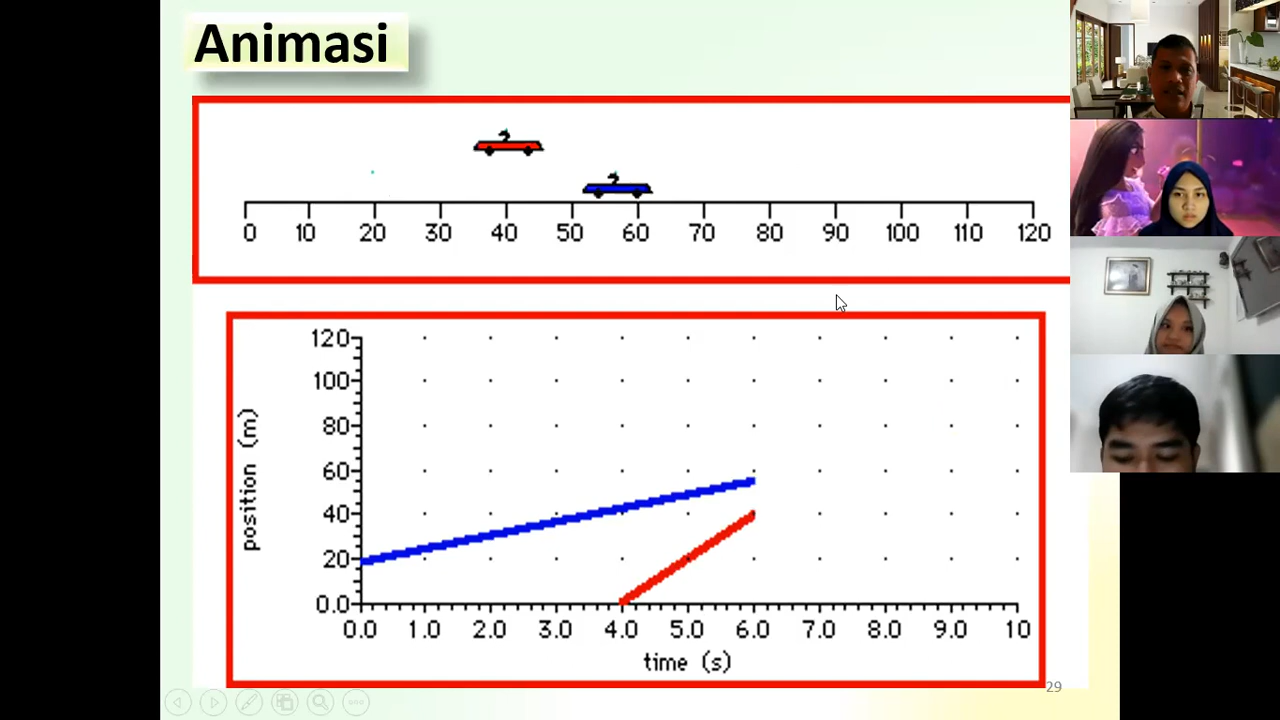 Animasi
0 10 20 30 40 50 60 70 80 90 100 110 120
120
100
80
60
40
20
0.0
position (m)
0.0 1.0 2.0 3.0 4.0 5.0 6.0 7.0 8.0 9.0 10
time (s)
29